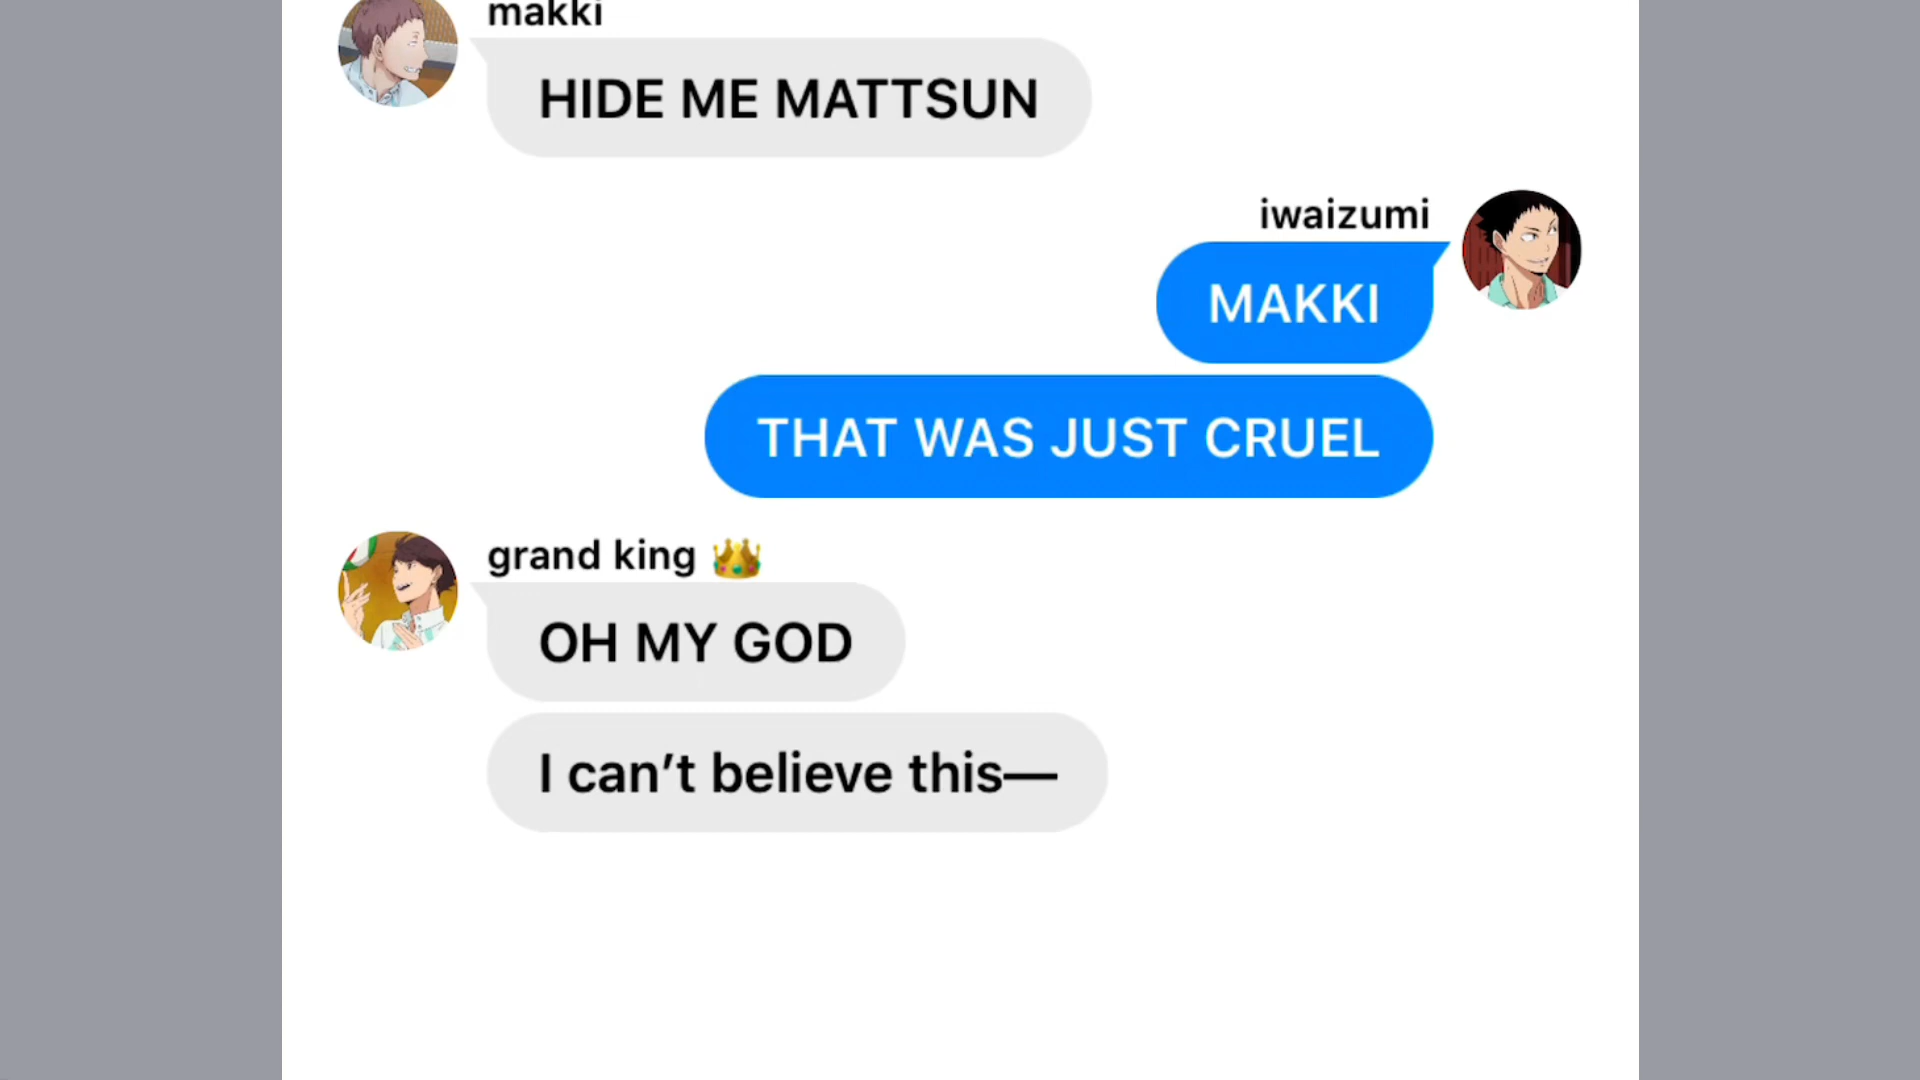 makki
HIDE ME MATTSUN
iwaizumi
MAKKI
THAT WAS JUST CRUEL
grand king 👑
OH MY GOD
I can’t believe this—